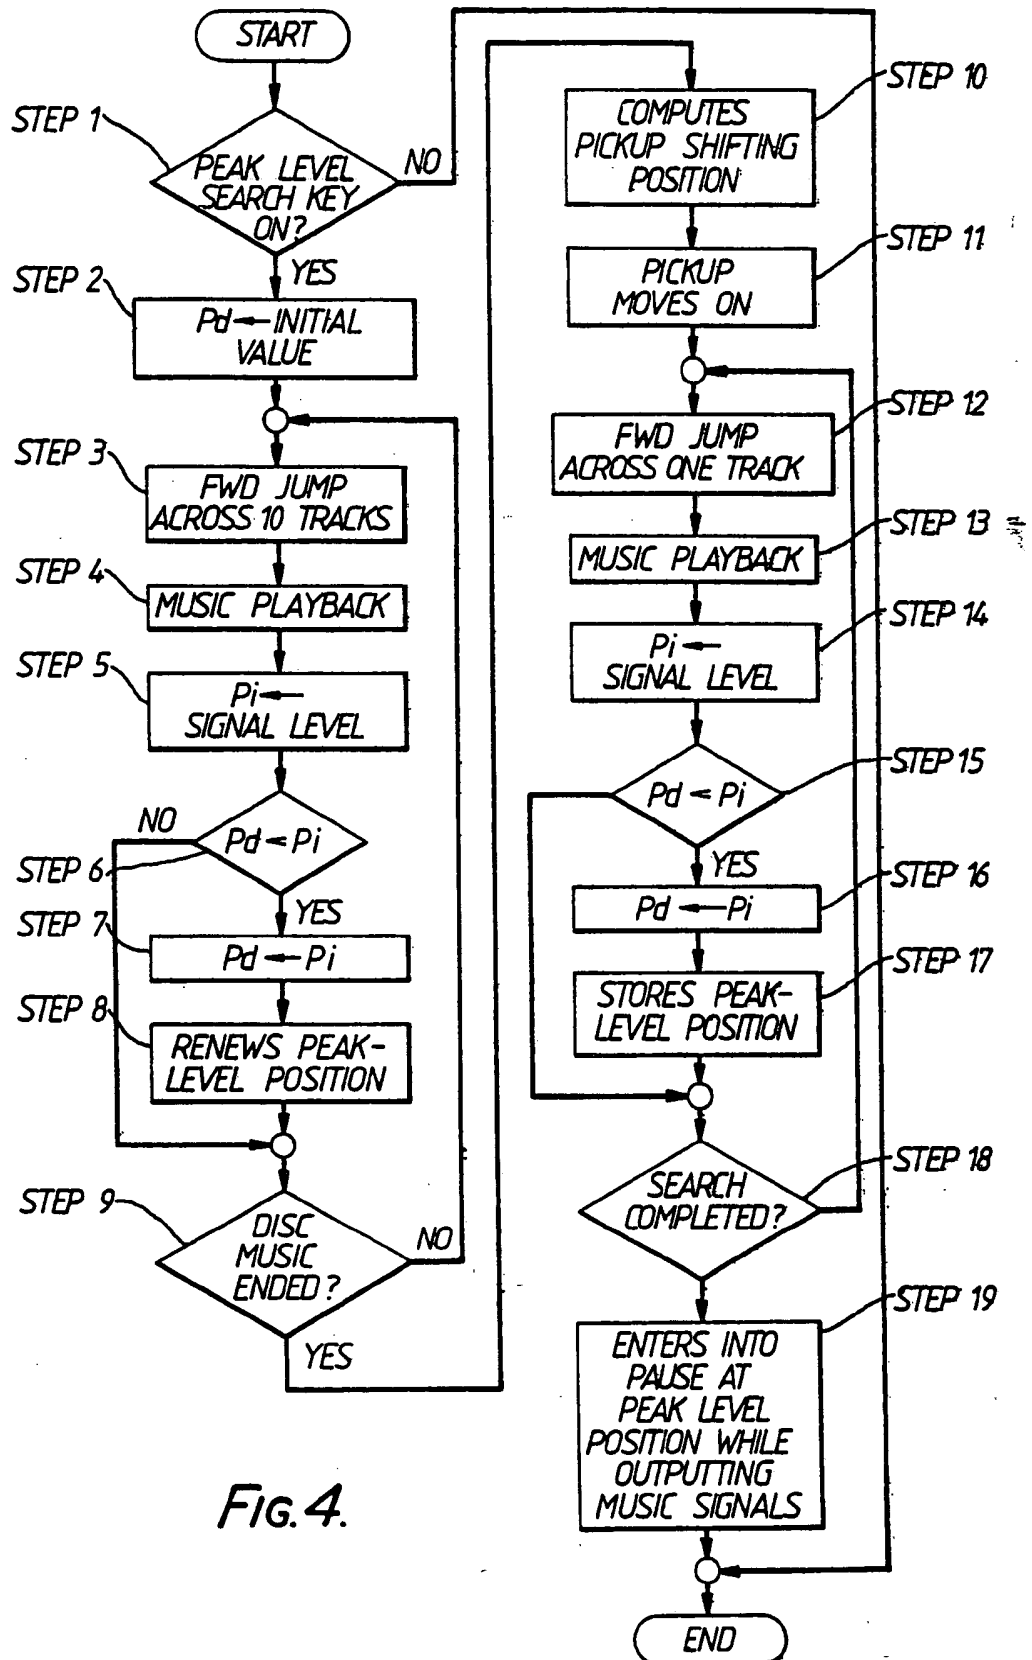 START
STEP 1
PEAK LEVEL
SEARCH KEY
ON?
NO
YES
STEP 2
Pd←INITIAL
VALUE
STEP 3
FWD JUMP
ACROSS 10 TRACKS
STEP 4
MUSIC PLAYBACK
STEP 5
Pi←
SIGNAL LEVEL
NO
Pd<Pi
STEP 6
YES
STEP 7
Pd←Pi
STEP 8
RENEWS PEAK-
LEVEL POSITION
STEP 9
DISC
MUSIC
ENDED?
NO
YES
STEP 10
COMPUTES
PICKUP SHIFTING
POSITION
STEP 11
PICKUP
MOVES ON
STEP 12
FWD JUMP
ACROSS ONE TRACK
STEP 13
MUSIC PLAYBACK
STEP 14
Pi←
SIGNAL LEVEL
STEP 15
Pd<Pi
YES
STEP 16
Pd←Pi
STEP 17
STORES PEAK-
LEVEL POSITION
STEP 18
SEARCH
COMPLETED?
STEP 19
ENTERS INTO
PAUSE AT
PEAK LEVEL
POSITION WHILE
OUTPUTTING
MUSIC SIGNALS
END
FIG. 4.